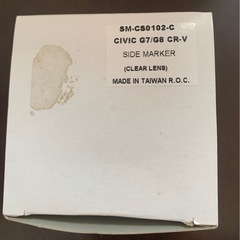 SM-CS0102-C
CIVIC G7/G8 CR-V
SIDE MARKER
(CLEAR LENS)
MADE IN TAIWAN R.O.C.